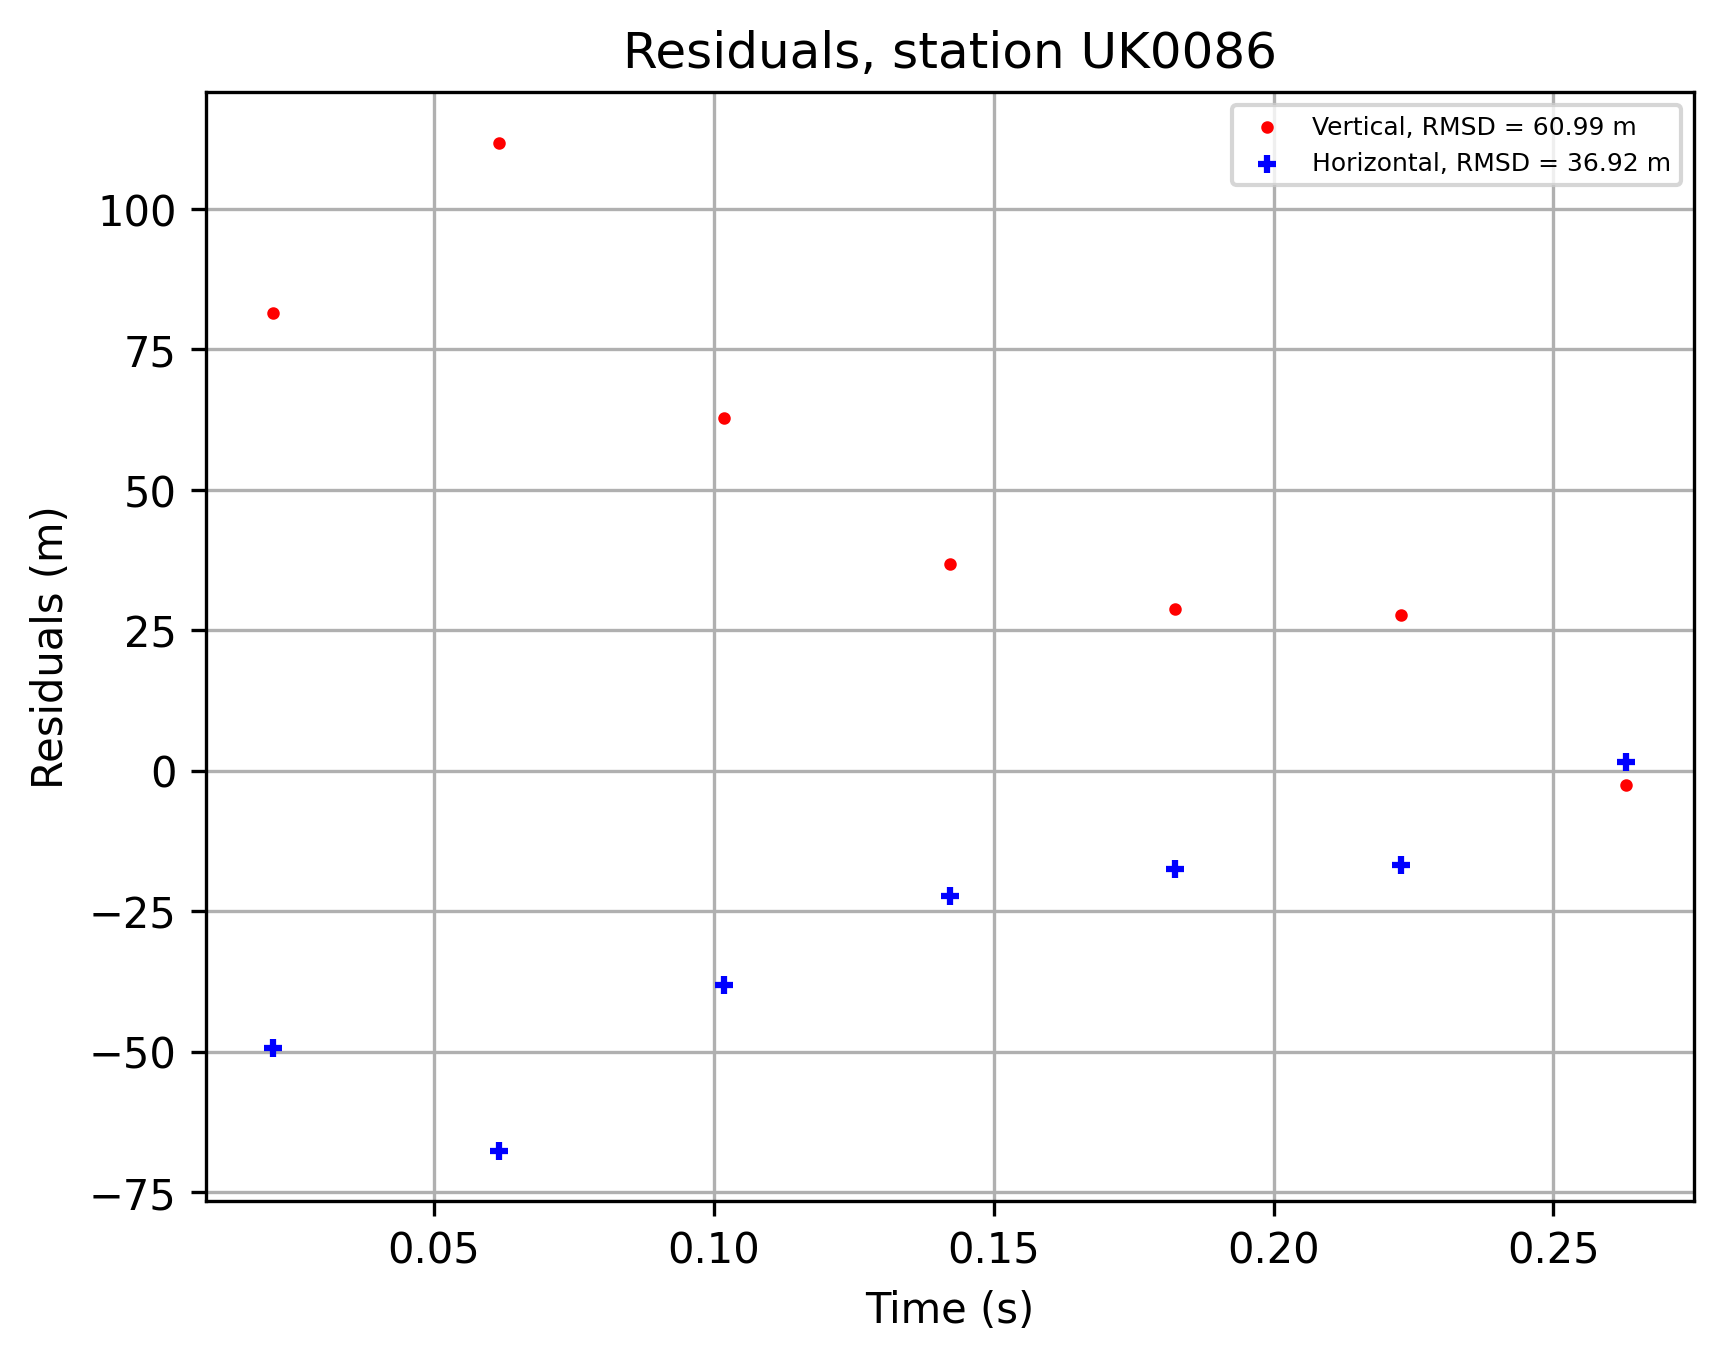 Residuals, station UK0086
Vertical, RMSD = 60.99 m
Horizontal, RMSD = 36.92 m
Residuals (m)
100
75
50
25
0
−25
−50
−75
0.05 0.10 0.15 0.20 0.25
Time (s)